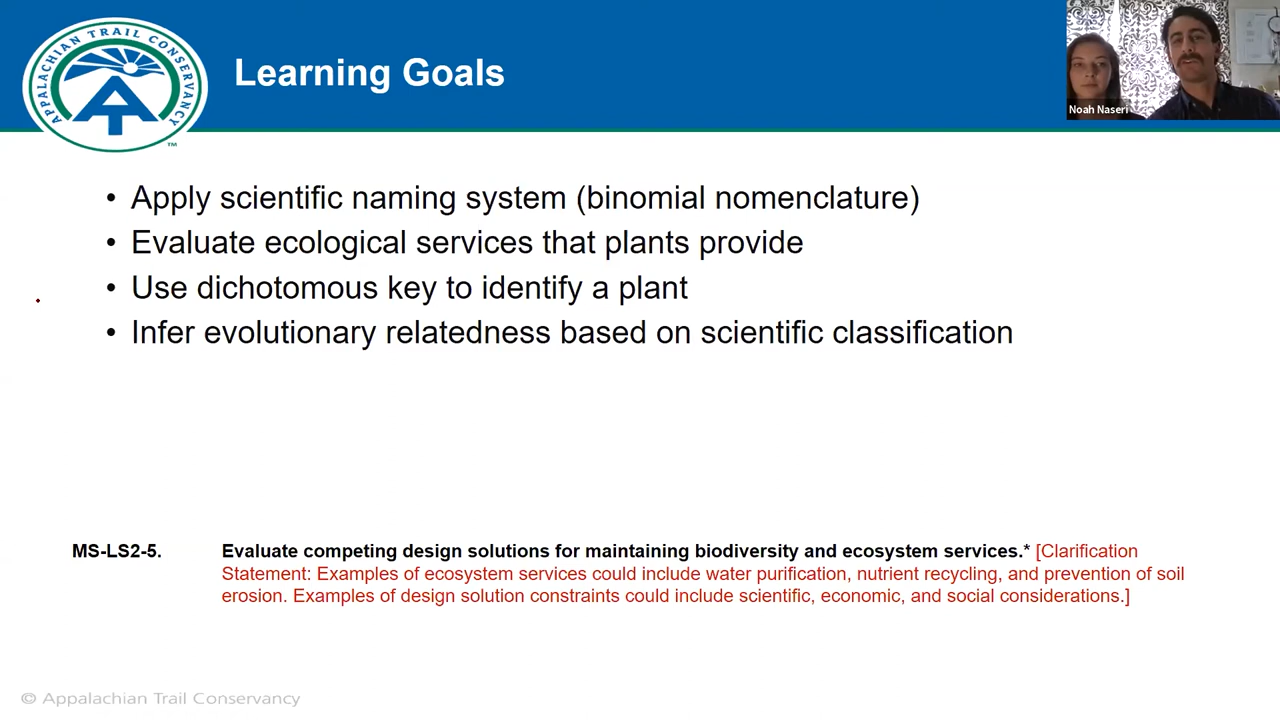 APPALACHIAN TRAIL CONSERVANCY
TM
Learning Goals
Noah Naseri
• Apply scientific naming system (binomial nomenclature)
• Evaluate ecological services that plants provide
• Use dichotomous key to identify a plant
• Infer evolutionary relatedness based on scientific classification
MS-LS2-5. Evaluate competing design solutions for maintaining biodiversity and ecosystem services.* [Clarification
Statement: Examples of ecosystem services could include water purification, nutrient recycling, and prevention of soil
erosion. Examples of design solution constraints could include scientific, economic, and social considerations.]
© Appalachian Trail Conservancy